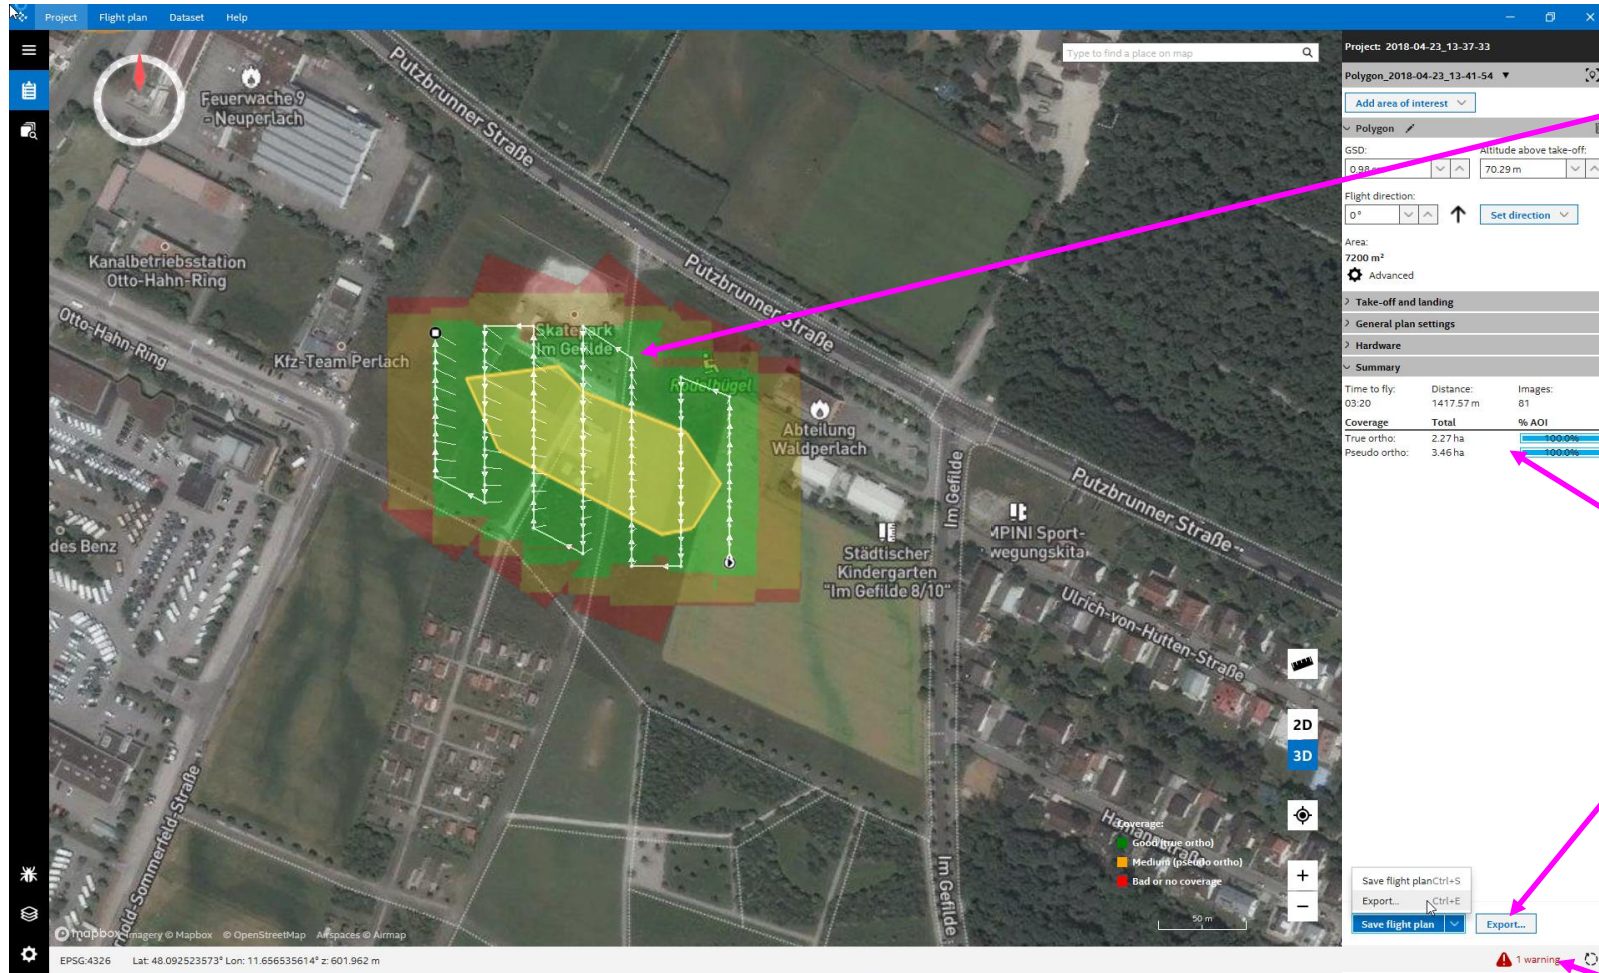 Project Flight plan Dataset Help
Type to find a place on map
Project: 2018-04-23_13-37-33
Polygon_2018-04-23_13-41-54
Add area of interest
Polygon
GSD: Altitude above take-off:
0.98 70.29 m
Flight direction:
0° Set direction
Area:
7200 m²
Advanced
Take-off and landing
General plan settings
Hardware
Summary
Time to fly: Distance: Images:
03:20 1417.57 m 81
Coverage Total % AOI
True ortho: 2.27 ha 100.0%
Pseudo ortho: 3.46 ha 100.0%
Feuerwache 9
- Neuperlach
Putzbrunner Straße
Kanalbetriebsstation
Otto-Hahn-Ring
Otto-Hahn-Ring
Kfz-Team Perlach
Skatepark
Im Gefilde
Putzbrunner Straße
Rodelhügel
Abteilung
Waldperlach
des Benz
Im Gefilde
Putzbrunner Straße
MPINI Sport-
wegungskita
Städtischer
Kindergarten
"Im Gefilde 8/10"
Ulrich-von-Hutten-Straße
2D
3D
Coverage:
Good (true ortho)
Medium (pseudo ortho)
Bad or no coverage
Im Gefilde
50 m
+
−
Save flight plan Ctrl+S
Export... Ctrl+E
Save flight plan Export...
mapbox Imagery © Mapbox © OpenStreetMap Airspaces © Airmap
EPSG:4326 Lat: 48.092523573° Lon: 11.656535614° z: 601.962 m
1 warning